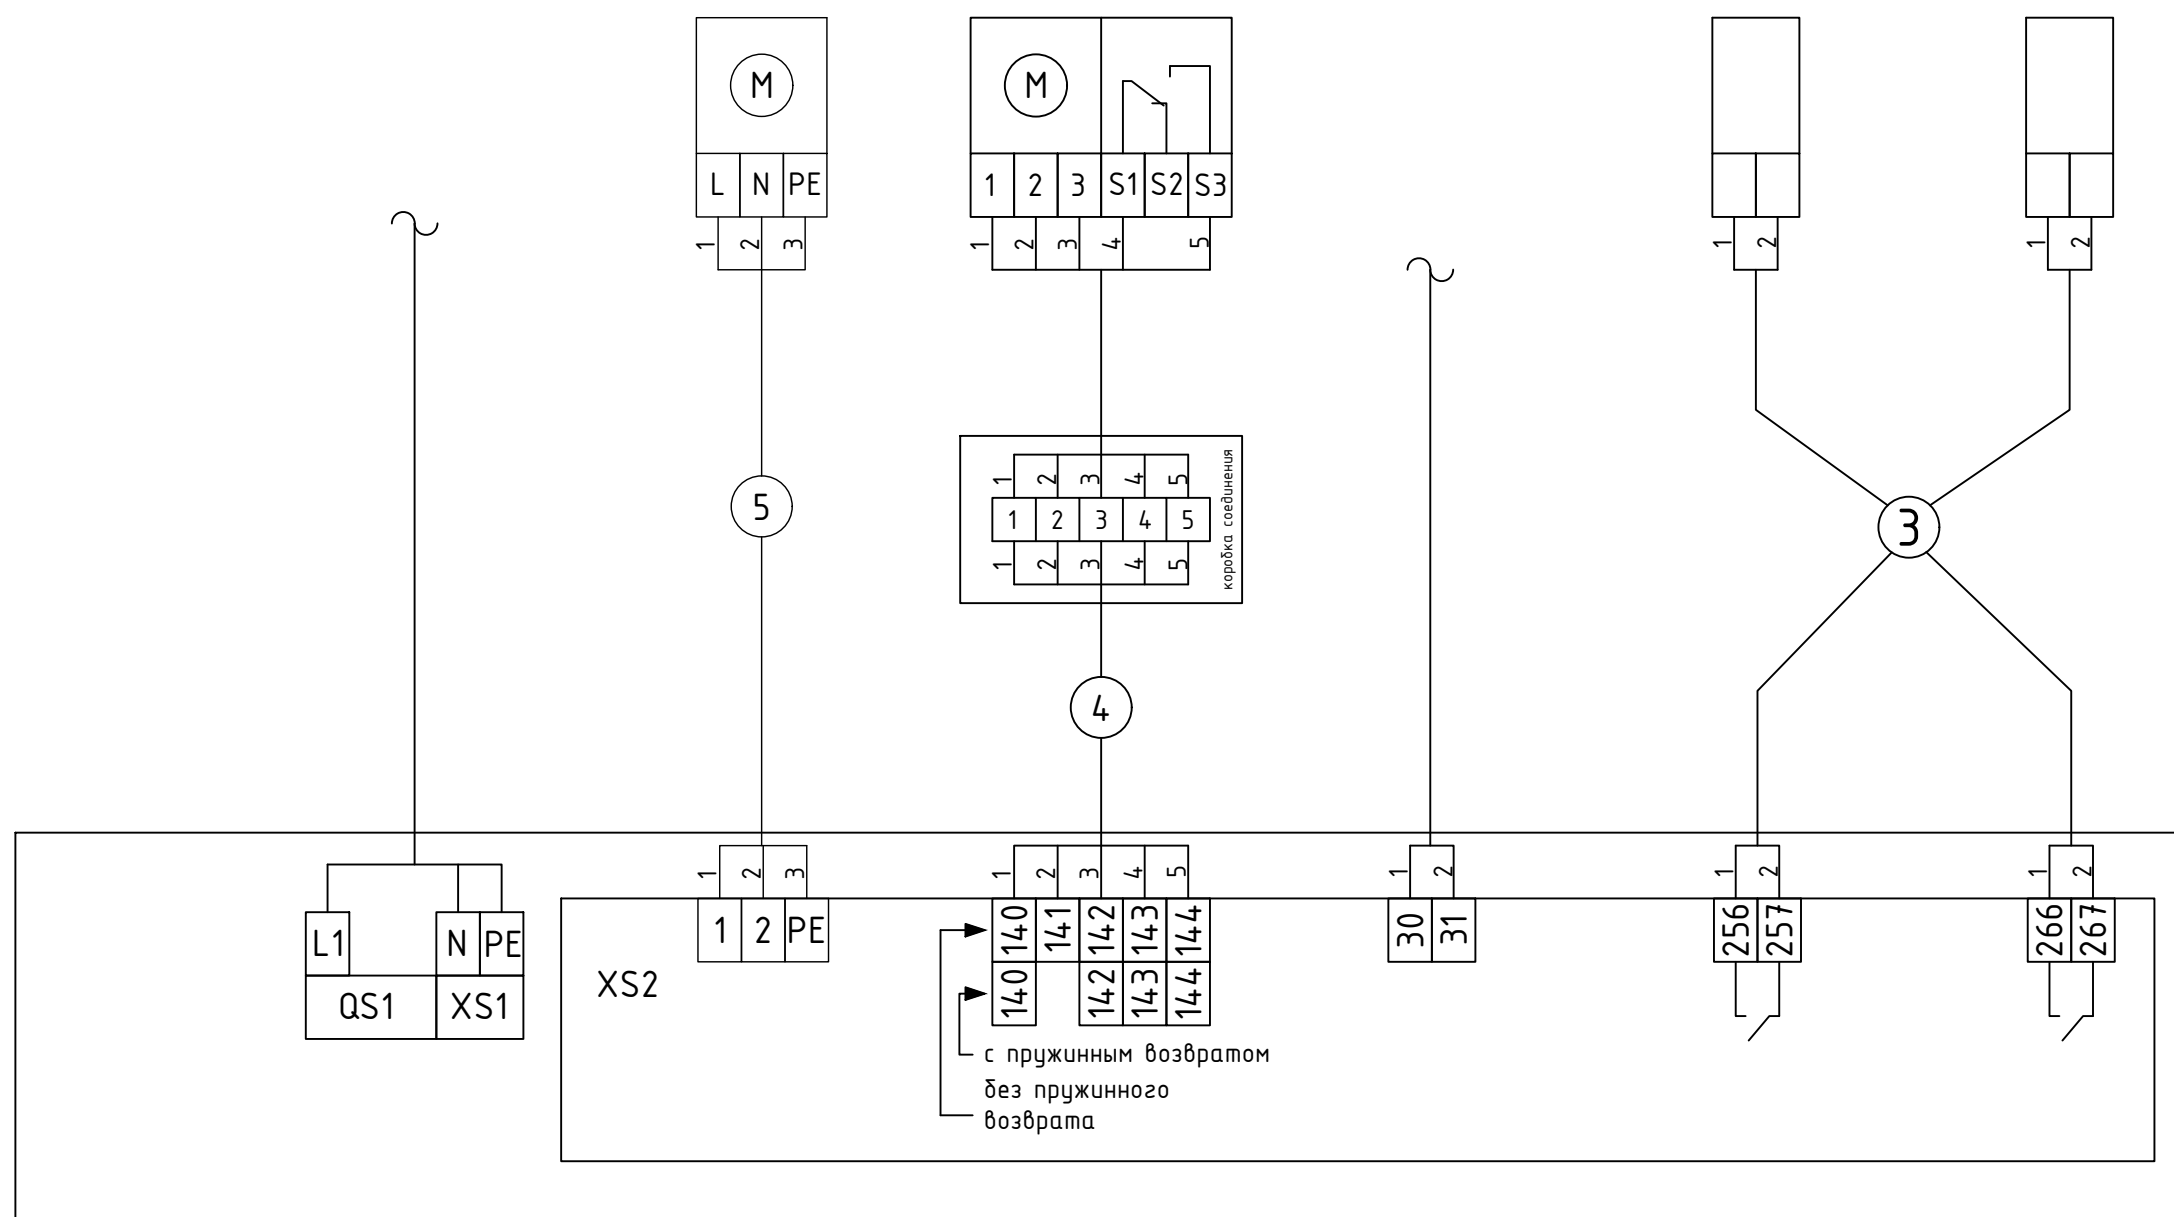 M
M
L N PE
1 2 3 S1 S2 S3
1 2 3
1 2 3 4 5
1 2
1 2
1 2 3 4 5
1 2 3 4 5
1 2 3 4 5
коробка соединения
5
3
4
1 2 3
1 2 3 4 5
1 2
1 2
1 2
L1 N PE
QS1 XS1
XS2
1 2 PE
140 141 142 143 144
140 142 143 144
30 31
256 257
266 267
с пружинным возвратом
без пружинного
возврата